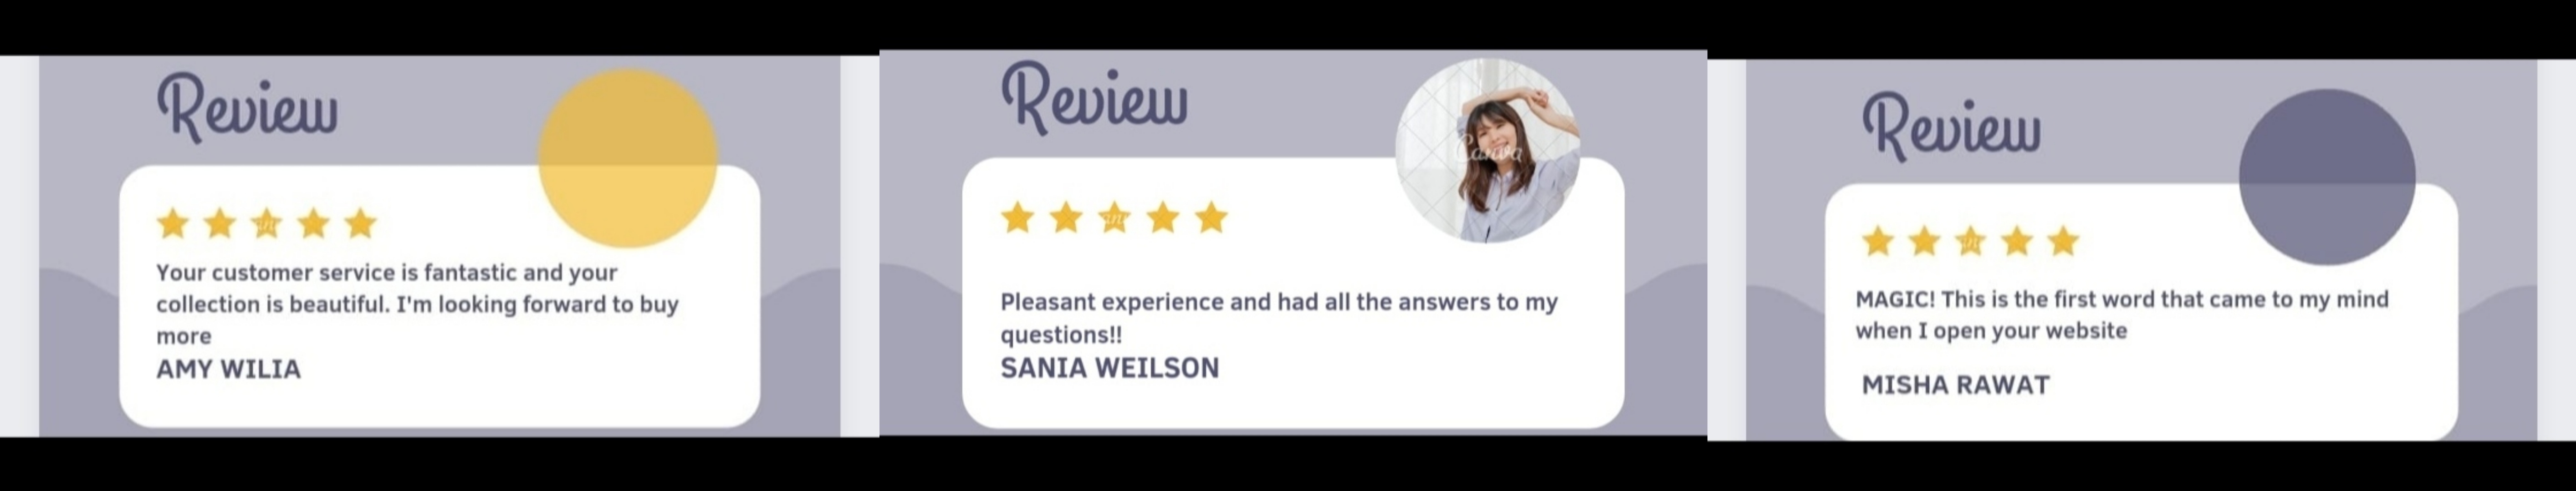 Review
Your customer service is fantastic and your
collection is beautiful. I'm looking forward to buy
more
AMY WILIA
Review
Canva
Pleasant experience and had all the answers to my
questions!!
SANIA WEILSON
Review
MAGIC! This is the first word that came to my mind
when I open your website
MISHA RAWAT